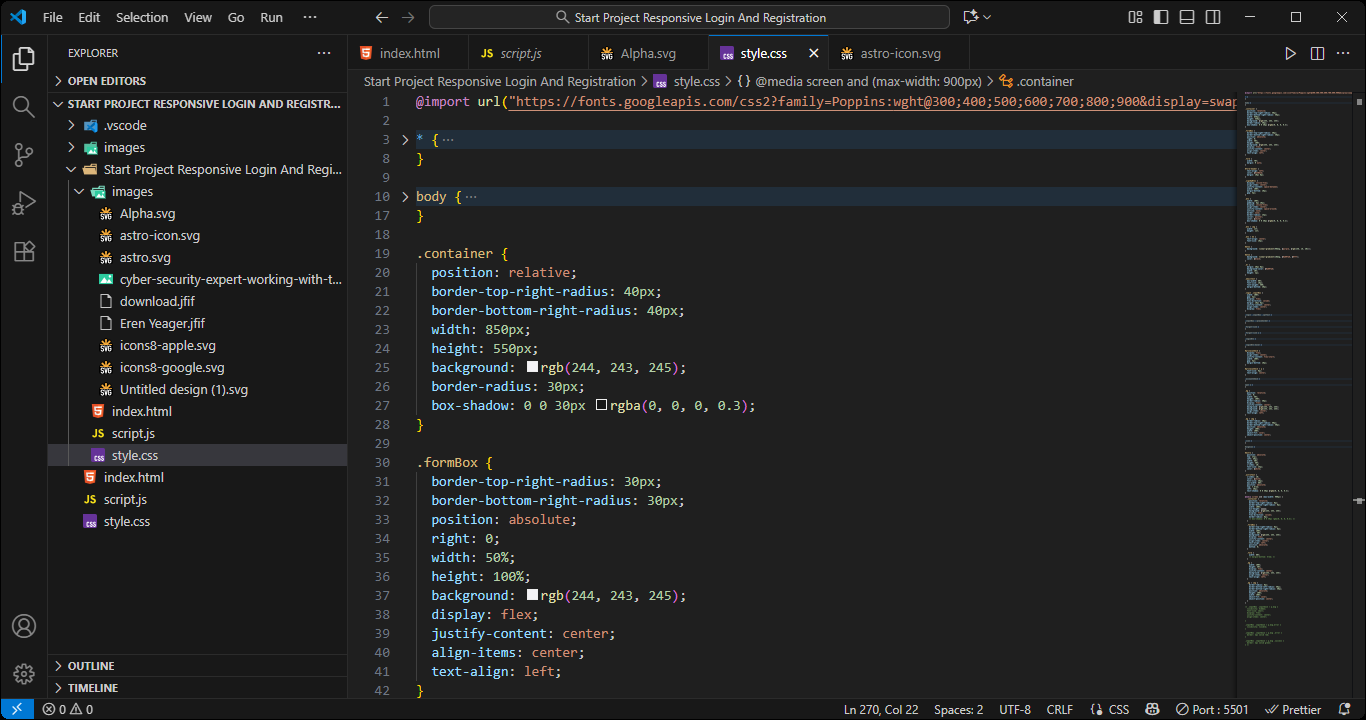 File Edit Selection View Go Run ···
Start Project Responsive Login And Registration
EXPLORER
OPEN EDITORS
START PROJECT RESPONSIVE LOGIN AND REGISTR...
.vscode
images
Start Project Responsive Login And Regi...
images
Alpha.svg
astro-icon.svg
astro.svg
cyber-security-expert-working-with-t...
download.jfif
Eren Yeager.jfif
icons8-apple.svg
icons8-google.svg
Untitled design (1).svg
index.html
JS script.js
style.css
index.html
JS script.js
style.css
OUTLINE
TIMELINE
index.html JS script.js Alpha.svg style.css astro-icon.svg
Start Project Responsive Login And Registration > style.css > {} @media screen and (max-width: 900px) > .container
1 @import url("https://fonts.googleapis.com/css2?family=Poppins:wght@300;400;500;600;700;800;900&display=swap
2
3 * { ···
8 }
9
10 body { ···
17 }
18
19 .container {
20 position: relative;
21 border-top-right-radius: 40px;
22 border-bottom-right-radius: 40px;
23 width: 850px;
24 height: 550px;
25 background: rgb(244, 243, 245);
26 border-radius: 30px;
27 box-shadow: 0 0 30px rgba(0, 0, 0, 0.3);
28 }
29
30 .formBox {
31 border-top-right-radius: 30px;
32 border-bottom-right-radius: 30px;
33 position: absolute;
34 right: 0;
35 width: 50%;
36 height: 100%;
37 background: rgb(244, 243, 245);
38 display: flex;
39 justify-content: center;
40 align-items: center;
41 text-align: left;
42 }
0 0 Ln 270, Col 22 Spaces: 2 UTF-8 CRLF {} CSS Port : 5501 Prettier